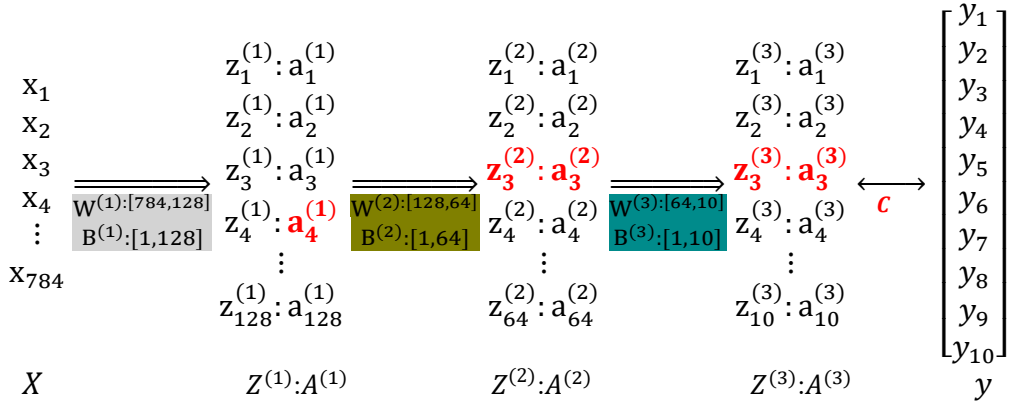 x₁
x₂
x₃
x₄
⋮
x₇₈₄
X
W⁽¹⁾:[784,128]
B⁽¹⁾:[1,128]
z₁⁽¹⁾:a₁⁽¹⁾
z₂⁽¹⁾:a₂⁽¹⁾
z₃⁽¹⁾:a₃⁽¹⁾
z₄⁽¹⁾:a₄⁽¹⁾
⋮
z₁₂₈⁽¹⁾:a₁₂₈⁽¹⁾
Z⁽¹⁾:A⁽¹⁾
W⁽²⁾:[128,64]
B⁽²⁾:[1,64]
z₁⁽²⁾:a₁⁽²⁾
z₂⁽²⁾:a₂⁽²⁾
z₃⁽²⁾:a₃⁽²⁾
z₄⁽²⁾:a₄⁽²⁾
⋮
z₆₄⁽²⁾:a₆₄⁽²⁾
Z⁽²⁾:A⁽²⁾
W⁽³⁾:[64,10]
B⁽³⁾:[1,10]
z₁⁽³⁾:a₁⁽³⁾
z₂⁽³⁾:a₂⁽³⁾
z₃⁽³⁾:a₃⁽³⁾
z₄⁽³⁾:a₄⁽³⁾
⋮
z₁₀⁽³⁾:a₁₀⁽³⁾
Z⁽³⁾:A⁽³⁾
C
y₁
y₂
y₃
y₄
y₅
y₆
y₇
y₈
y₉
y₁₀
y